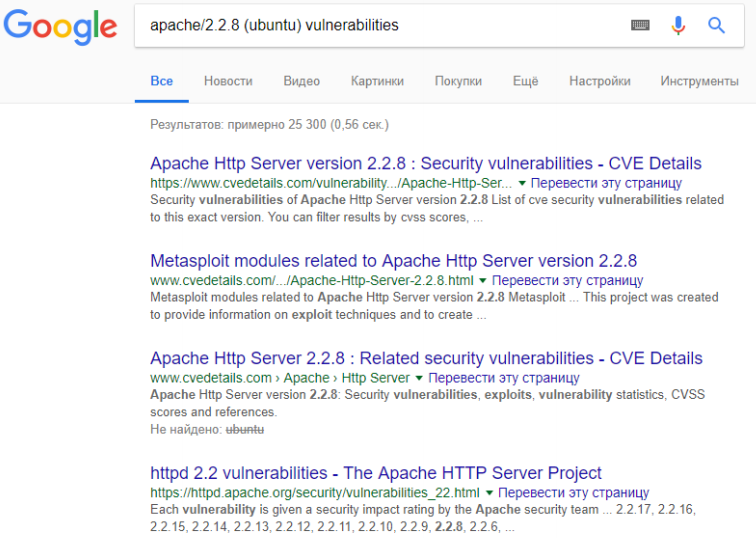 Google
apache/2.2.8 (ubuntu) vulnerabilities
Все Новости Видео Картинки Покупки Ещё Настройки Инструменты
Результатов: примерно 25 300 (0,56 сек.)
Apache Http Server version 2.2.8 : Security vulnerabilities - CVE Details
https://www.cvedetails.com/vulnerability.../Apache-Http-Ser... ▼ Перевести эту страницу
Security vulnerabilities of Apache Http Server version 2.2.8 List of cve security vulnerabilities related
to this exact version. You can filter results by cvss scores, ...
Metasploit modules related to Apache Http Server version 2.2.8
www.cvedetails.com/.../Apache-Http-Server-2.2.8.html ▼ Перевести эту страницу
Metasploit modules related to Apache Http Server version 2.2.8 Metasploit ... This project was created
to provide information on exploit techniques and to create ...
Apache Http Server 2.2.8 : Related security vulnerabilities - CVE Details
www.cvedetails.com › Apache › Http Server ▼ Перевести эту страницу
Apache Http Server version 2.2.8: Security vulnerabilities, exploits, vulnerability statistics, CVSS
scores and references.
Не найдено: ubuntu
httpd 2.2 vulnerabilities - The Apache HTTP Server Project
https://httpd.apache.org/security/vulnerabilities_22.html ▼ Перевести эту страницу
Each vulnerability is given a security impact rating by the Apache security team ... 2.2.17, 2.2.16,
2.2.15, 2.2.14, 2.2.13, 2.2.12, 2.2.11, 2.2.10, 2.2.9, 2.2.8, 2.2.6, ...